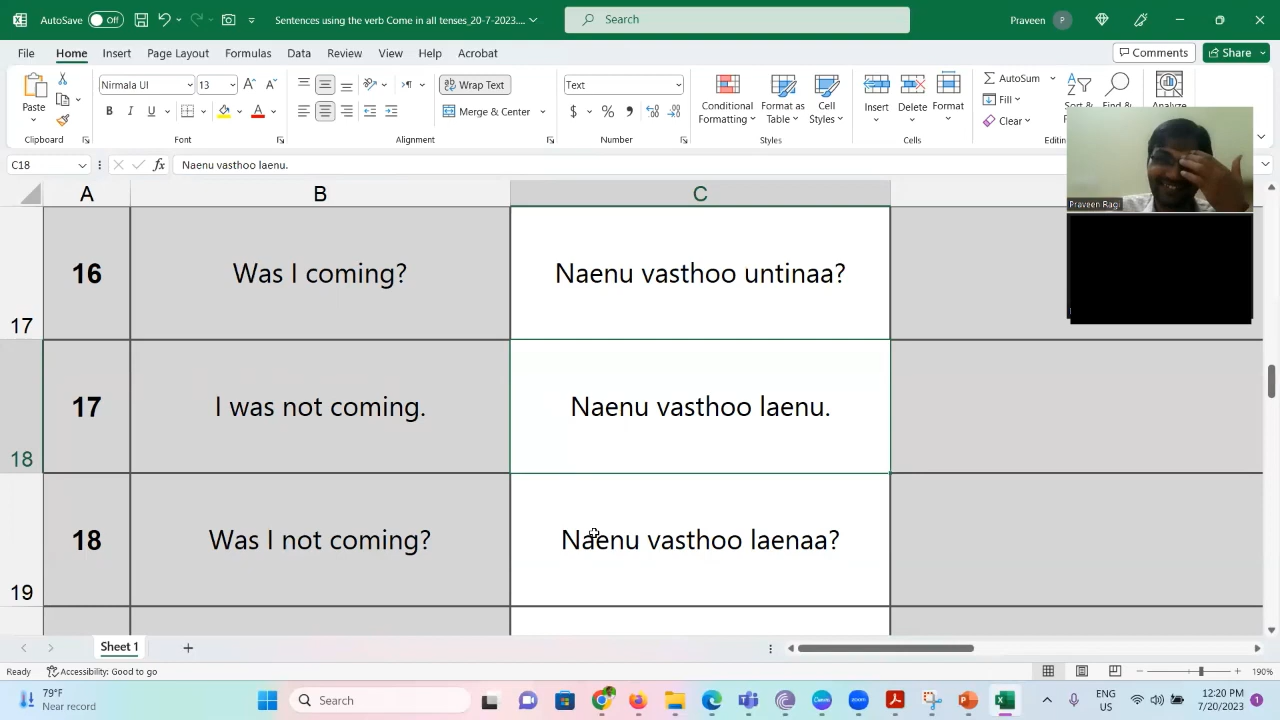 AutoSave Off Sentences using the verb Come in all tenses_20-7-2023.... Search Praveen P
File Home Insert Page Layout Formulas Data Review View Help Acrobat Comments Share
Paste Nirmala UI 13 Wrap Text Text Conditional Format as Cell Insert Delete Format AutoSum
B I U Merge & Center $ % Formatting Table Styles Fill
Clear
Clipboard Font Alignment Number Styles Cells
C18 fx Naenu vasthoo laenu.
Praveen Ragi
A B C
16 Was I coming? Naenu vasthoo untinaa?
17
17 I was not coming. Naenu vasthoo laenu.
18
18 Was I not coming? Naenu vasthoo laenaa?
19
Sheet 1
Ready Accessibility: Good to go 190%
79°F Near record Search ENG US 12:20 PM 7/20/2023 1